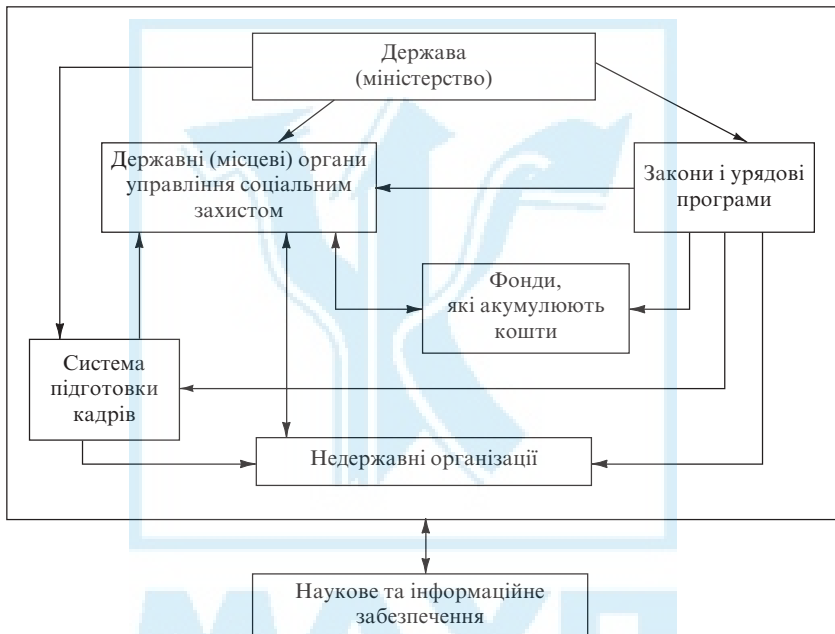 Держава
(міністерство)
Державні (місцеві) органи
управління соціальним
захистом
Закони і урядові
програми
Фонди,
які акумулюють
кошти
Система
підготовки
кадрів
Недержавні організації
Наукове та інформаційне
забезпечення
МАУП